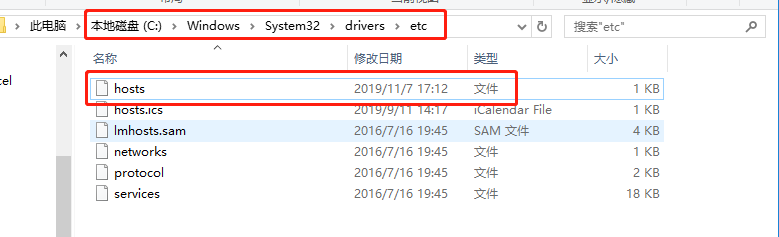 此电脑 > 本地磁盘 (C:) > Windows > System32 > drivers > etc 搜索"etc"
名称 修改日期 类型 大小
hosts 2019/11/7 17:12 文件 1 KB
hosts.ics 2019/9/11 14:17 iCalendar File 1 KB
lmhosts.sam 2016/7/16 19:45 SAM 文件 4 KB
networks 2016/7/16 19:45 文件 1 KB
protocol 2016/7/16 19:45 文件 2 KB
services 2016/7/16 19:45 文件 18 KB